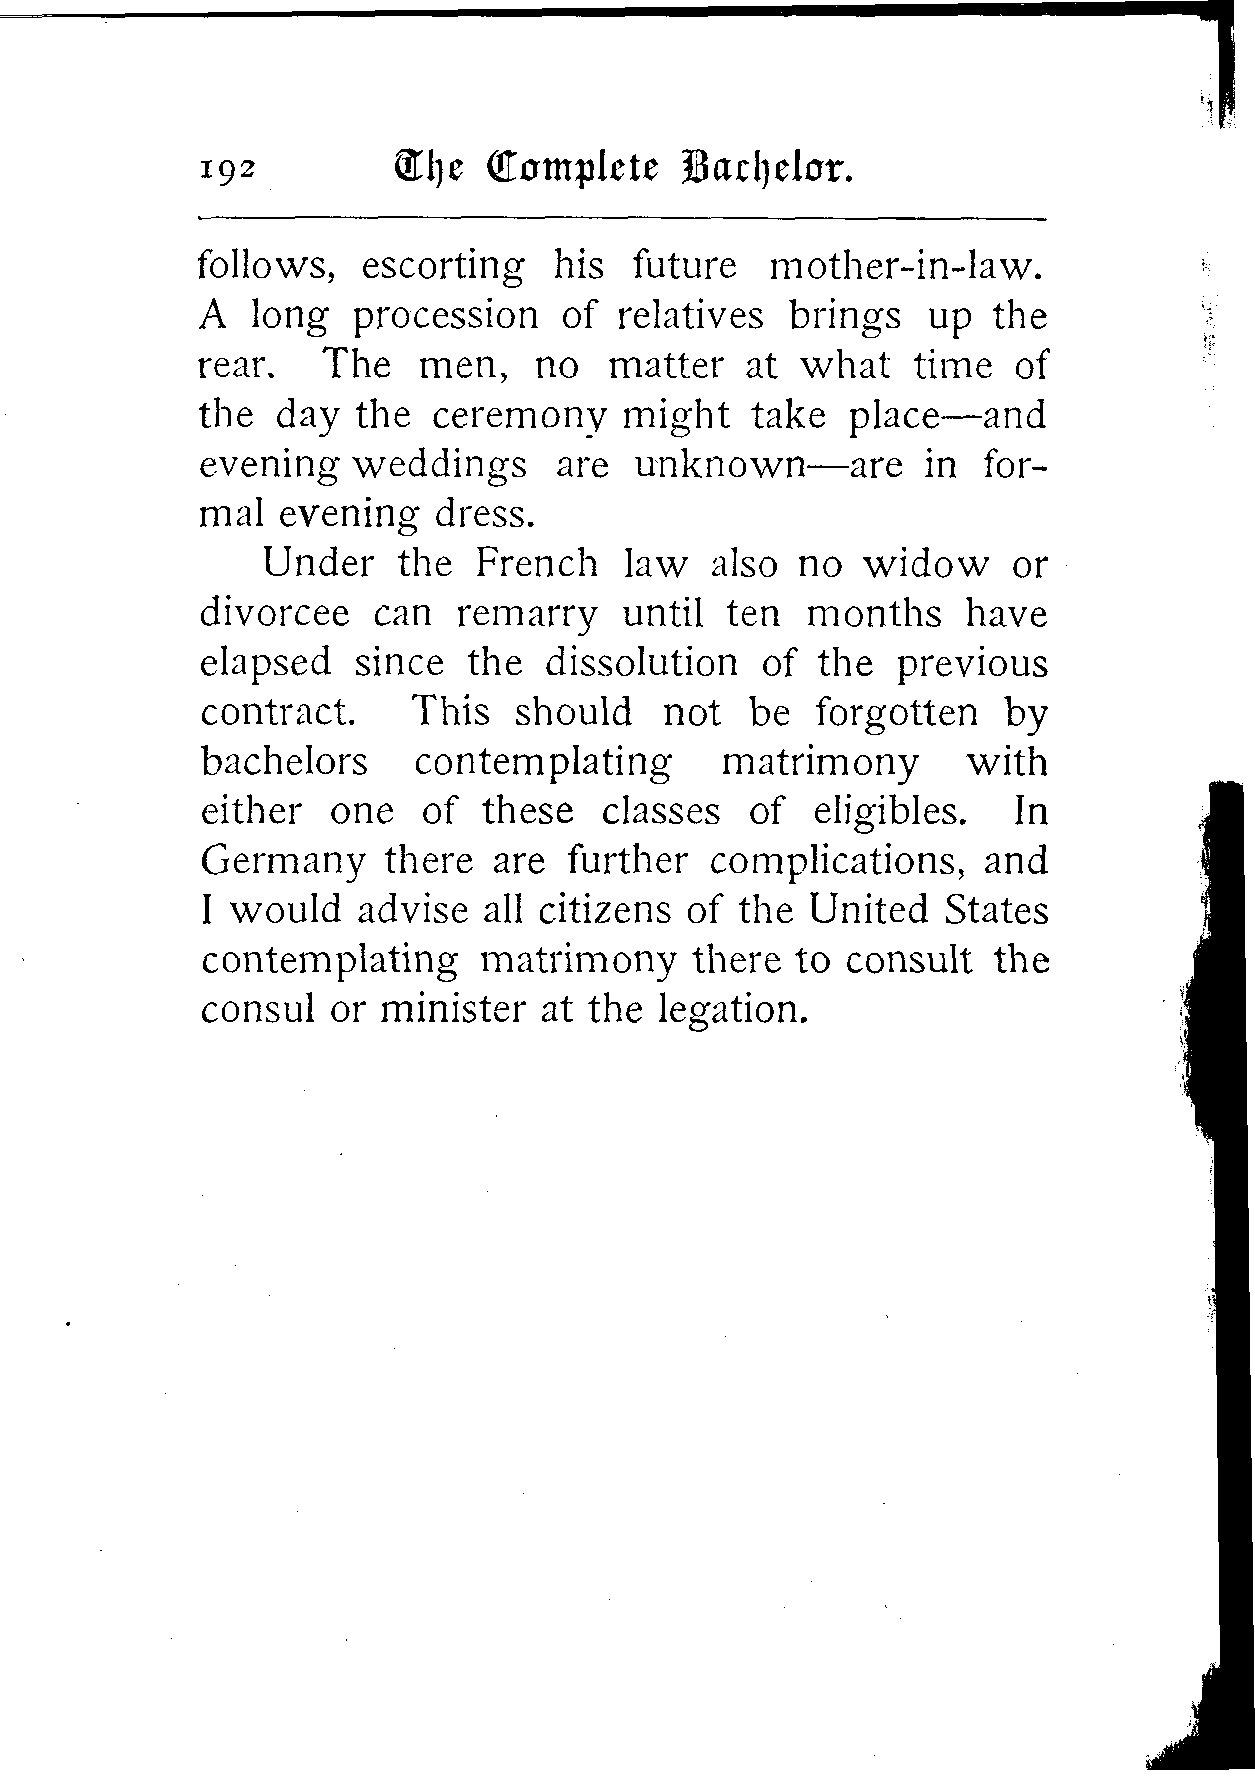 192 The Complete Bachelor.
follows, escorting his future mother-in-law.
A long procession of relatives brings up the
rear. The men, no matter at what time of
the day the ceremony might take place—and
evening weddings are unknown—are in for-
mal evening dress.
Under the French law also no widow or
divorcee can remarry until ten months have
elapsed since the dissolution of the previous
contract. This should not be forgotten by
bachelors contemplating matrimony with
either one of these classes of eligibles. In
Germany there are further complications, and
I would advise all citizens of the United States
contemplating matrimony there to consult the
consul or minister at the legation.